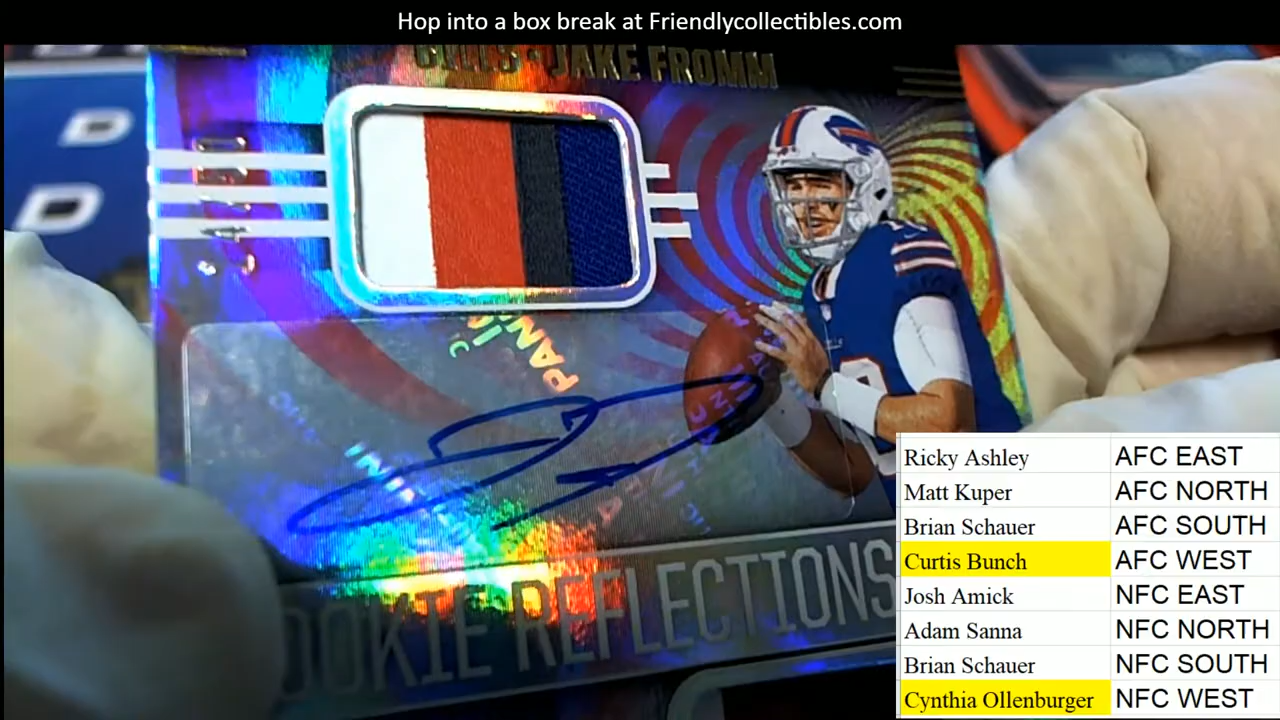 Hop into a box break at Friendlycollectibles.com
BILLS - JAKE FROMM
PANI
ROOKIE REFLECTIONS
Ricky Ashley AFC EAST
Matt Kuper AFC NORTH
Brian Schauer AFC SOUTH
Curtis Bunch AFC WEST
Josh Amick NFC EAST
Adam Sanna NFC NORTH
Brian Schauer NFC SOUTH
Cynthia Ollenburger NFC WEST